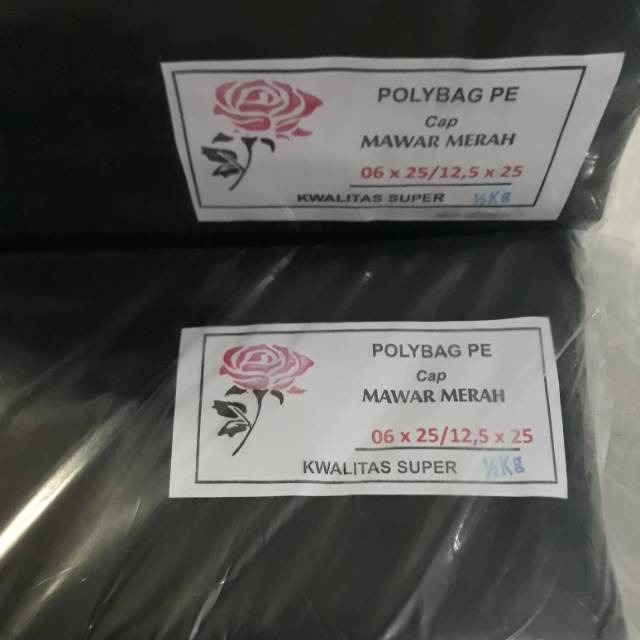 POLYBAG PE
Cap
MAWAR MERAH
06 x 25/12,5 x 25
KWALITAS SUPER ½KG
POLYBAG PE
Cap
MAWAR MERAH
06 x 25/12,5 x 25
KWALITAS SUPER ½KG